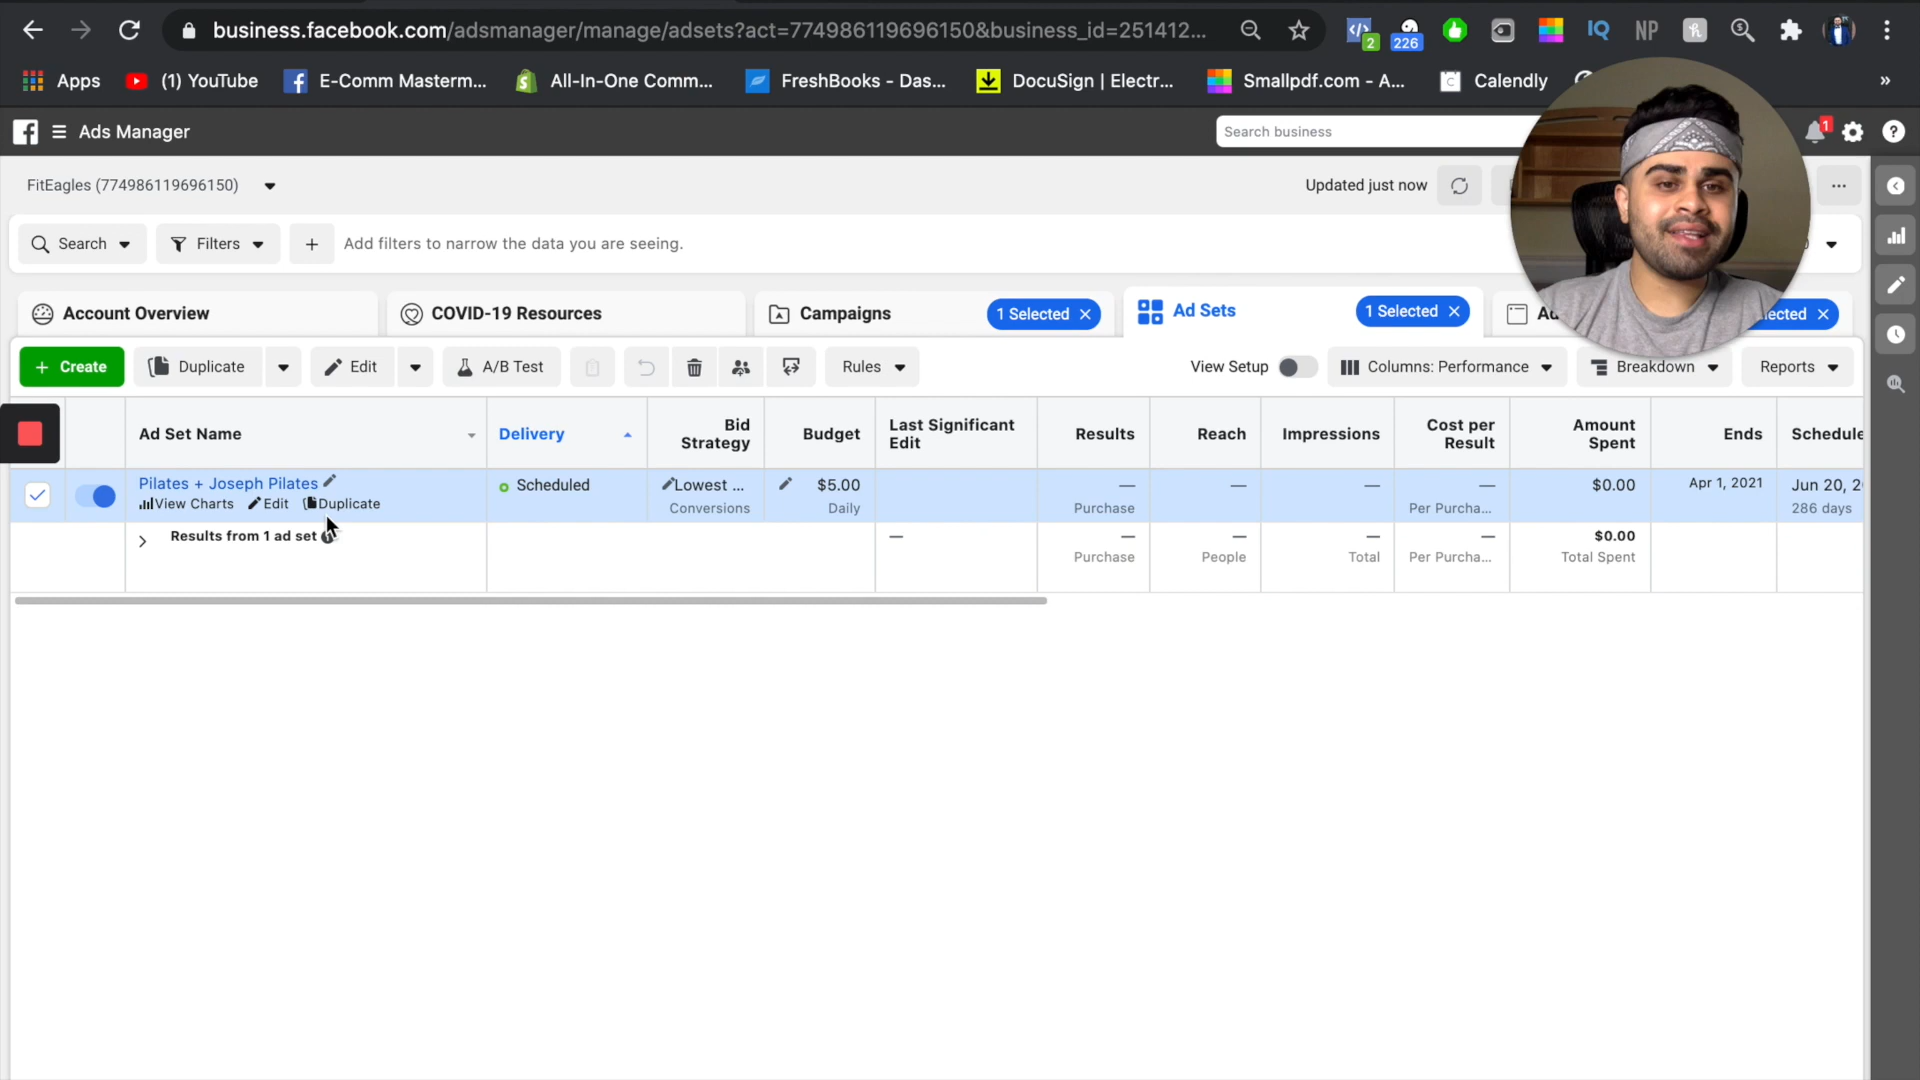 business.facebook.com/adsmanager/manage/adsets?act=774986119696150&business_id=251412...
2
226
IQ
NP
Apps
(1) YouTube
E-Comm Masterm...
All-In-One Comm...
FreshBooks - Das...
DocuSign | Electr...
Smallpdf.com - A...
Calendly
»
Ads Manager
Search business
1
FitEagles (774986119696150)
Updated just now
Search
Filters
Add filters to narrow the data you are seeing.
Account Overview
COVID-19 Resources
Campaigns
1 Selected
Ad Sets
1 Selected
Create
Duplicate
Edit
A/B Test
Rules
View Setup
Columns: Performance
Breakdown
Reports
Ad Set Name
Delivery
Bid Strategy
Budget
Last Significant Edit
Results
Reach
Impressions
Cost per Result
Amount Spent
Ends
Schedule
Pilates + Joseph Pilates
Scheduled
Lowest ...
$5.00
—
—
—
—
$0.00
Apr 1, 2021
Jun 20, 2
View Charts
Edit
Duplicate
Conversions
Daily
Purchase
Per Purcha...
286 days
Results from 1 ad set
—
—
—
—
—
$0.00
Purchase
People
Total
Per Purcha...
Total Spent